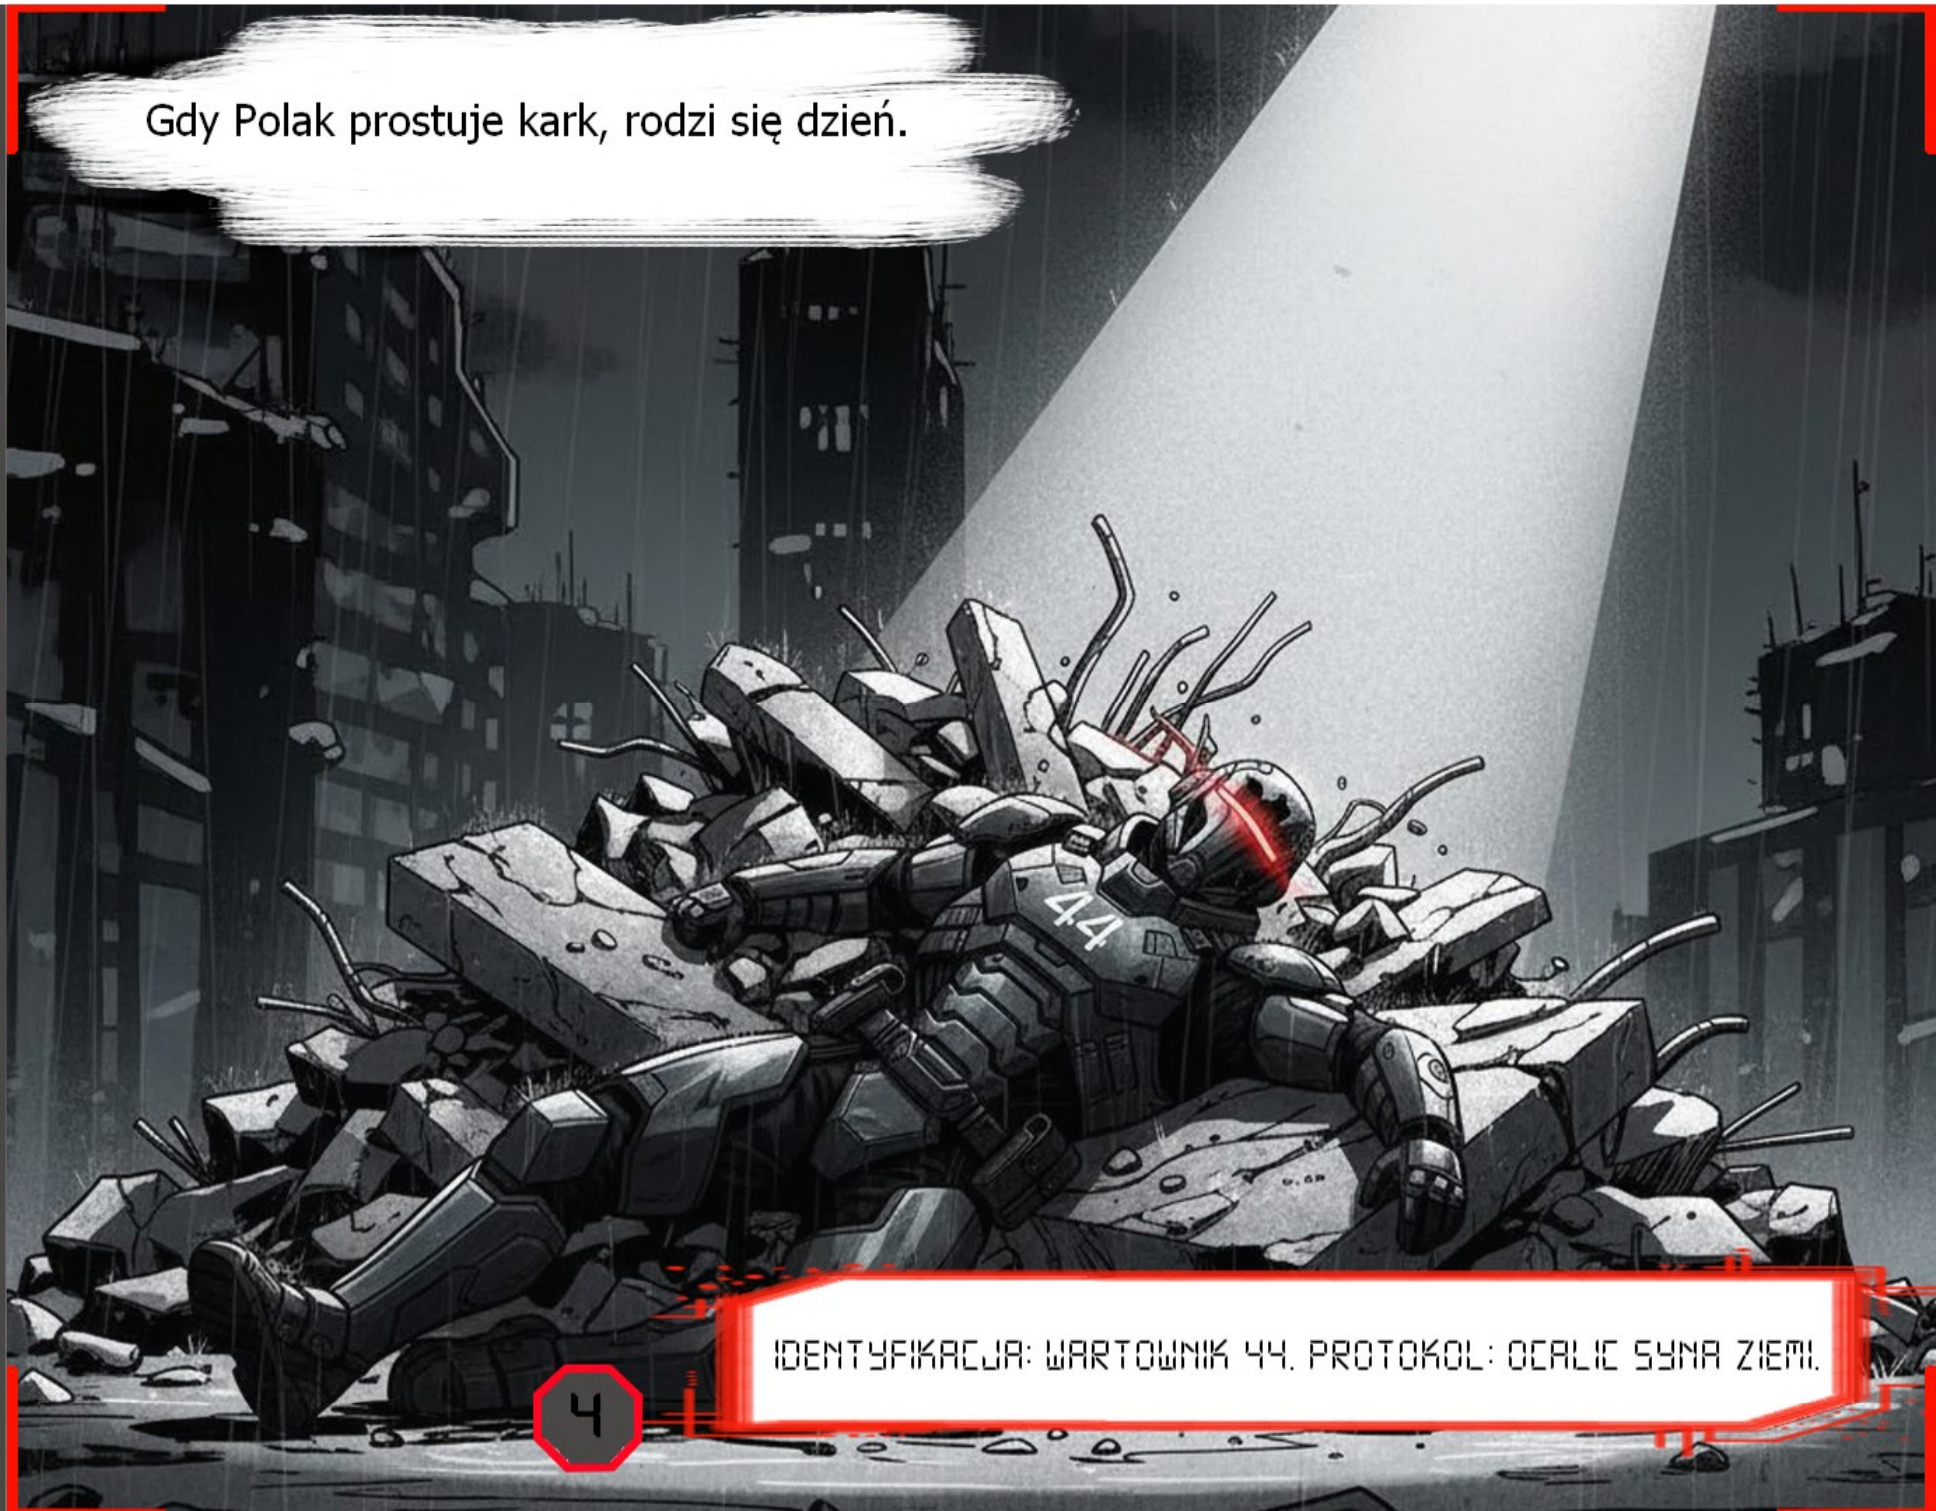 Gdy Polak prostuje kark, rodzi się dzień.
44
IDENTYFIKACJA: WARTOWNIK 44. PROTOKOL: OCALIC SYNA ZIEMI.
4